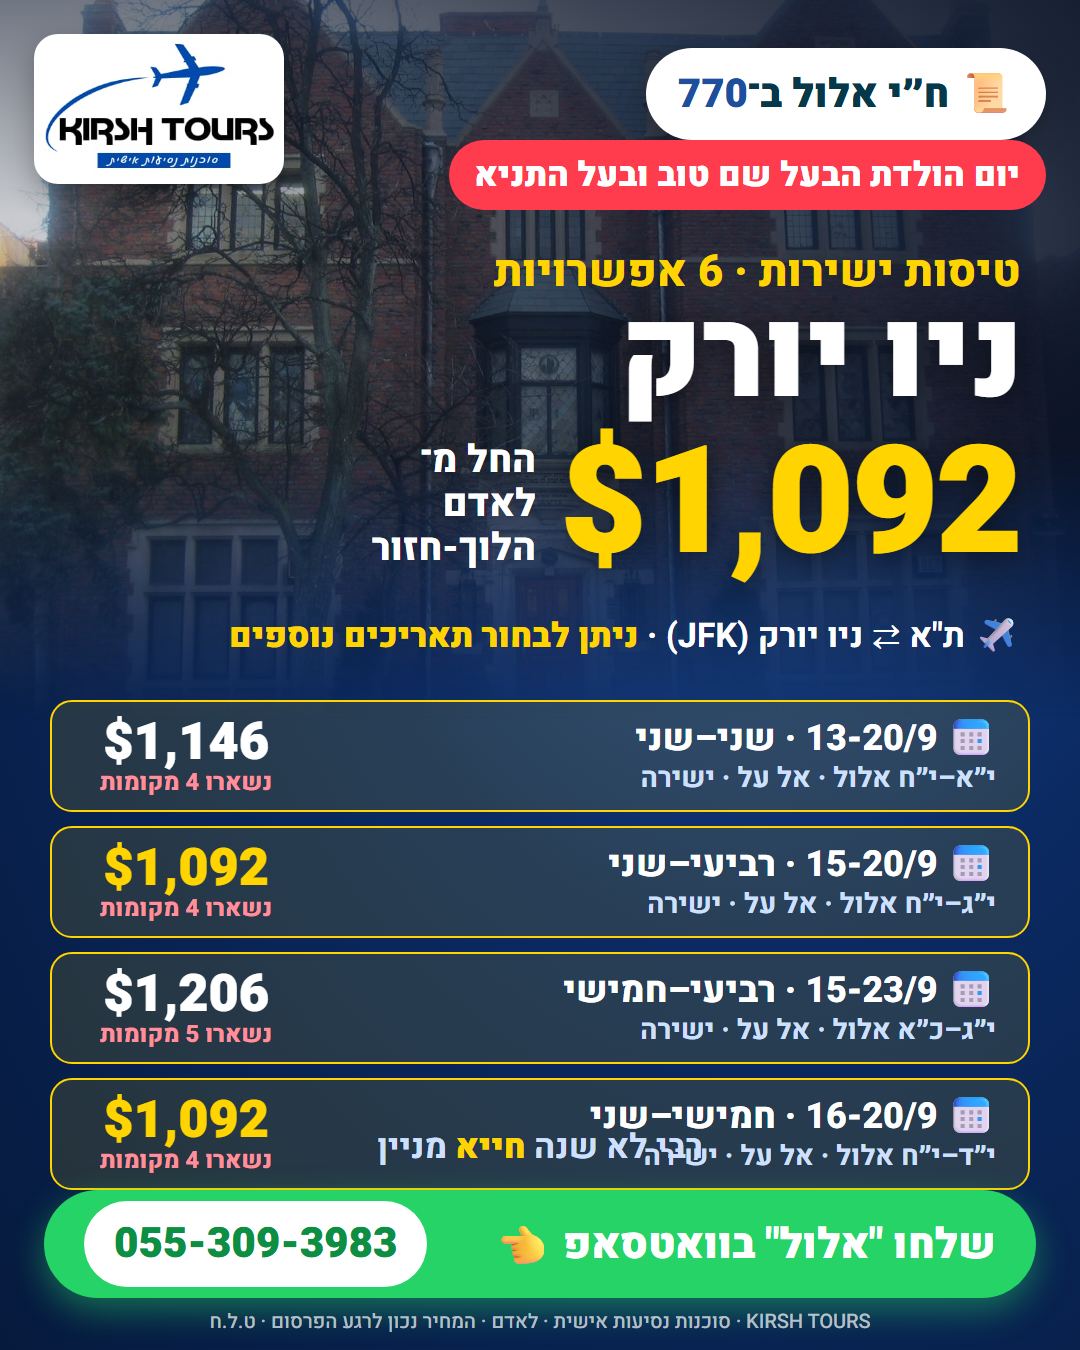 KIRSH TOURS
סוכנות נסיעות אישית
ח״י אלול ב־770
יום הולדת הבעל שם טוב ובעל התניא
טיסות ישירות · 6 אפשרויות
ניו יורק
$1,092
החל מ־
לאדם
הלוך-חזור
ת"א ⇄ ניו יורק (JFK) · ניתן לבחור תאריכים נוספים
13-20/9 · שני–שני
י״א–י״ח אלול · אל על · ישירה
$1,146
נשארו 4 מקומות
15-20/9 · רביעי–שני
י״ג–י״ח אלול · אל על · ישירה
$1,092
נשארו 4 מקומות
15-23/9 · רביעי–חמישי
י״ג–כ״א אלול · אל על · ישירה
$1,206
נשארו 5 מקומות
16-20/9 · חמישי–שני
י״ד–י״ח אלול · אל על · ישירה
$1,092
נשארו 4 מקומות
רבי לא שנה חייא מניין
שלחו "אלול" בוואטסאפ
055-309-3983
KIRSH TOURS · סוכנות נסיעות אישית · לאדם · המחיר נכון לרגע הפרסום · ט.ל.ח